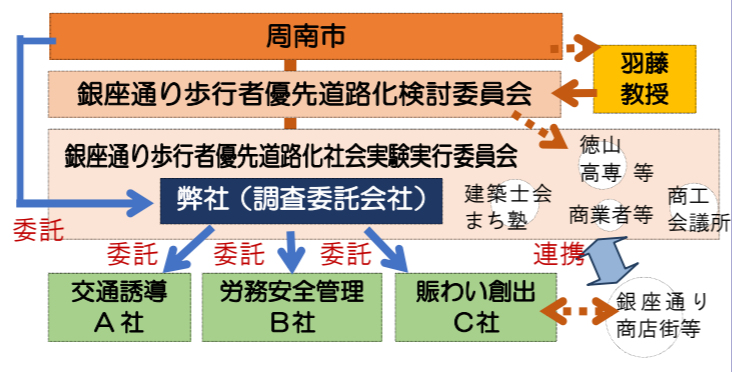 周南市
羽藤
教授
銀座通り歩行者優先道路化検討委員会
銀座通り歩行者優先道路化社会実験実行委員会
徳山
高専 等
弊社（調査委託会社）
建築士会
まち塾
商業者等
商工
会議所
委託
委託
委託
委託
連携
交通誘導
Ａ社
労務安全管理
Ｂ社
賑わい創出
Ｃ社
銀座通り
商店街等